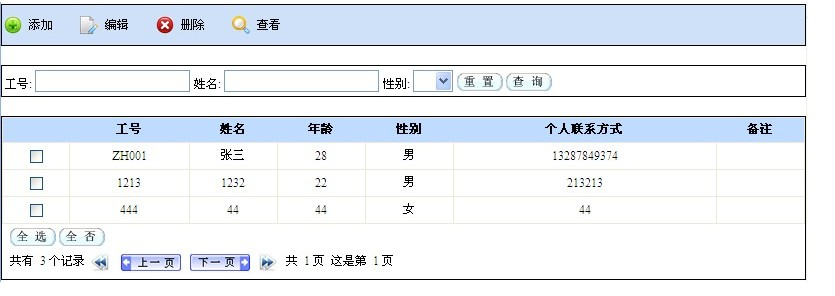 添加 编辑 删除 查看
工号: 姓名: 性别: 重 置 查 询
工号 姓名 年龄 性别 个人联系方式 备注
ZH001 张三 28 男 13287849374
1213 1232 22 男 213213
444 44 44 女 44
全 选 全 否
共有 3个记录 上一页 下一页 共 1页 这是第 1页